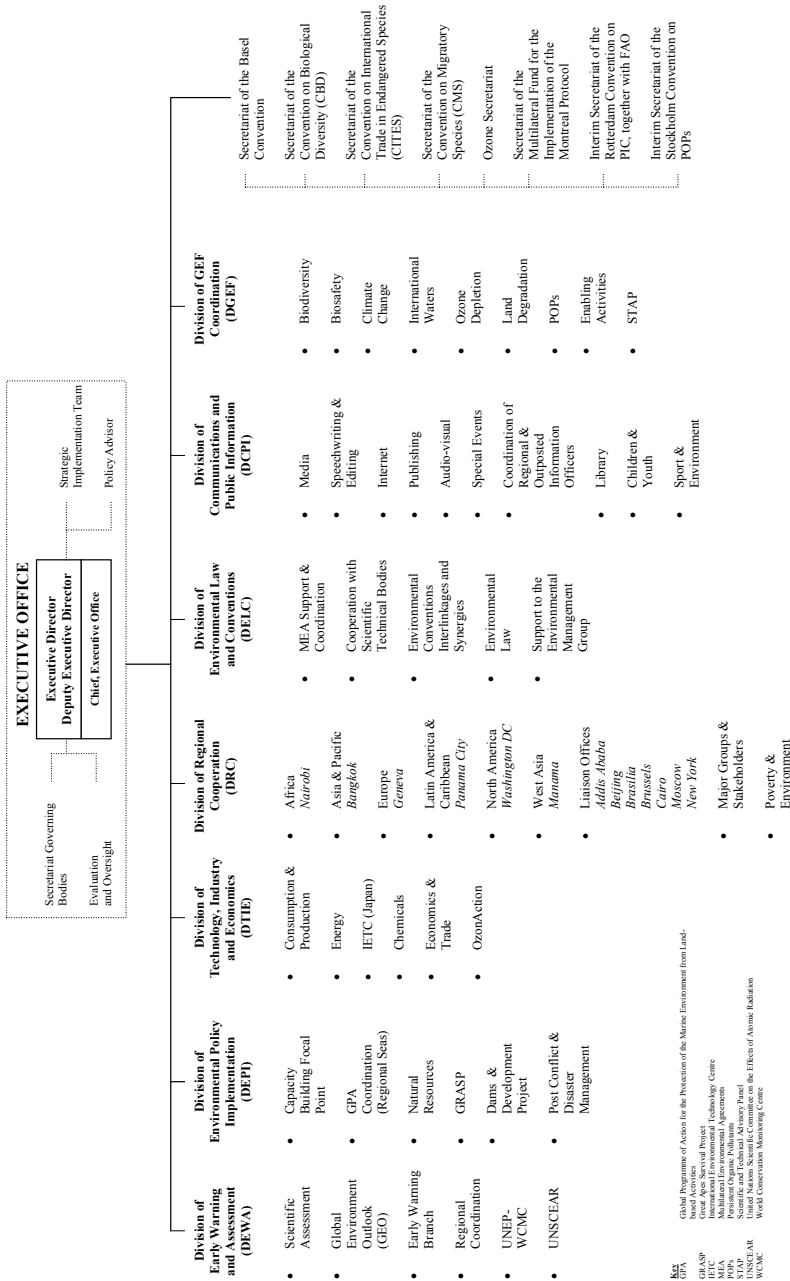 EXECUTIVE OFFICE
Secretariat Governing
Bodies
Evaluation
and Oversight
Executive Director
Deputy Executive Director
Chief, Executive Office
Strategic
Implementation Team
Policy Advisor
Division of
Early Warning
and Assessment
(DEWA)
• Scientific
Assessment
• Global
Environment
Outlook
(GEO)
• Early Warning
Branch
• Regional
Coordination
• UNEP-
WCMC
• UNSCEAR
Division of
Environmental Policy
Implementation
(DEPI)
• Capacity
Building Focal
Point
• GPA
Coordination
(Regional Seas)
• Natural
Resources
• GRASP
• Dams &
Development
Project
• Post Conflict &
Disaster
Management
Division of
Technology, Industry
and Economics
(DTIE)
• Consumption &
Production
• Energy
• IETC (Japan)
• Chemicals
• Economics &
Trade
• OzonAction
Division of Regional
Cooperation
(DRC)
• Africa
Nairobi
• Asia & Pacific
Bangkok
• Europe
Geneva
• Latin America &
Caribbean
Panama City
• North America
Washington DC
• West Asia
Manama
• Liaison Offices
Addis Ababa
Beijing
Brasilia
Brussels
Cairo
Moscow
New York
• Major Groups &
Stakeholders
• Poverty &
Environment
Division of
Environmental Law
and Conventions
(DELC)
• MEA Support &
Coordination
• Cooperation with
Scientific
Technical Bodies
• Environmental
Conventions
Interlinkages and
Synergies
• Environmental
Law
• Support to the
Environmental
Management
Group
Division of
Communications and
Public Information
(DCPI)
• Media
• Speechwriting &
Editing
• Internet
• Publishing
• Audio-visual
• Special Events
• Coordination of
Regional &
Outposted
Information
Officers
• Library
• Children &
Youth
• Sport &
Environment
Division of GEF
Coordination
(DGEF)
• Biodiversity
• Biosafety
• Climate
Change
• International
Waters
• Ozone
Depletion
• Land
Degradation
• POPs
• Enabling
Activities
• STAP
Secretariat of the Basel
Convention
Secretariat of the
Convention on Biological
Diversity (CBD)
Secretariat of the
Convention on International
Trade in Endangered Species
(CITES)
Secretariat of the
Convention on Migratory
Species (CMS)
Ozone Secretariat
Secretariat of the
Multilateral Fund for the
Implementation of the
Montreal Protocol
Interim Secretariat of the
Rotterdam Convention on
PIC, together with FAO
Interim Secretariat of the
Stockholm Convention on
POPs
Key
GPA Global Programme of Action for the Protection of the Marine Environment from Land-
based Activities
GRASP Great Apes Survival Project
IETC International Environmental Technology Centre
MEA Multilateral Environmental Agreements
POPs Persistent Organic Pollutants
STAP Scientific and Technical Advisory Panel
UNSCEAR United Nations Scientific Committee on the Effects of Atomic Radiation
WCMC World Conservation Monitoring Centre